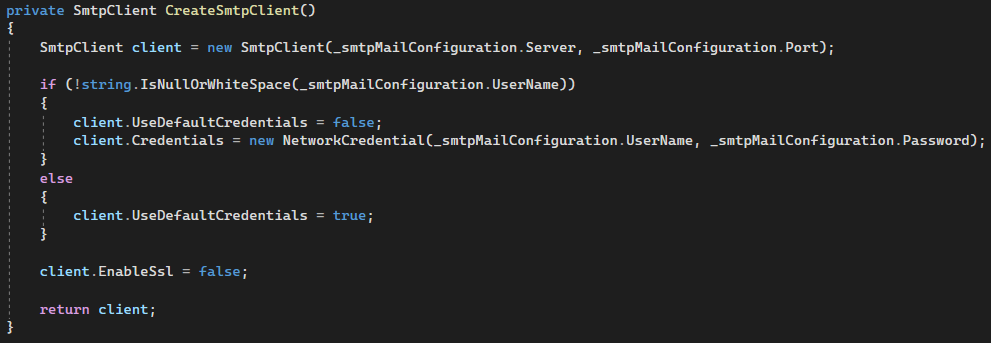 private SmtpClient CreateSmtpClient()
{
    SmtpClient client = new SmtpClient(_smtpMailConfiguration.Server, _smtpMailConfiguration.Port);

    if (!string.IsNullOrWhiteSpace(_smtpMailConfiguration.UserName))
    {
        client.UseDefaultCredentials = false;
        client.Credentials = new NetworkCredential(_smtpMailConfiguration.UserName, _smtpMailConfiguration.Password);
    }
    else
    {
        client.UseDefaultCredentials = true;
    }

    client.EnableSsl = false;

    return client;
}